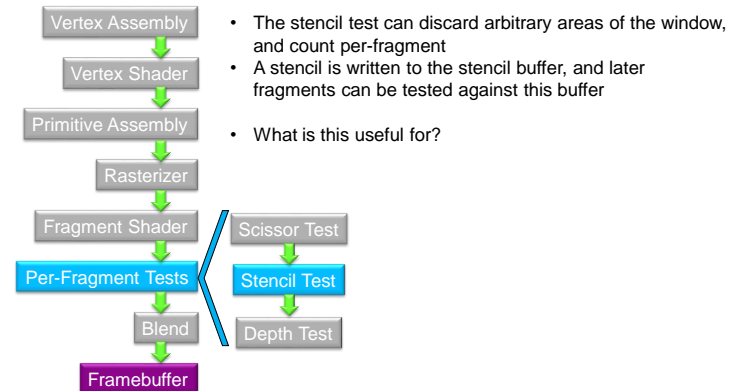 Vertex Assembly
Vertex Shader
Primitive Assembly
Rasterizer
Fragment Shader
Per-Fragment Tests
Blend
Framebuffer
Scissor Test
Stencil Test
Depth Test
• The stencil test can discard arbitrary areas of the window,
and count per-fragment
• A stencil is written to the stencil buffer, and later
fragments can be tested against this buffer
• What is this useful for?